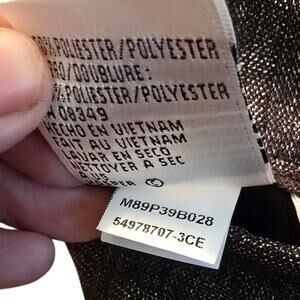 % POLYESTER/POLYESTER
/DOUBLURE:
% POLYESTER/POLYESTER
08349
HECHO EN VIETNAM
FAIT AU VIETNAM
LAVAR EN SECO
NETTOYER A SEC
M89P39B028
54978707-3CE